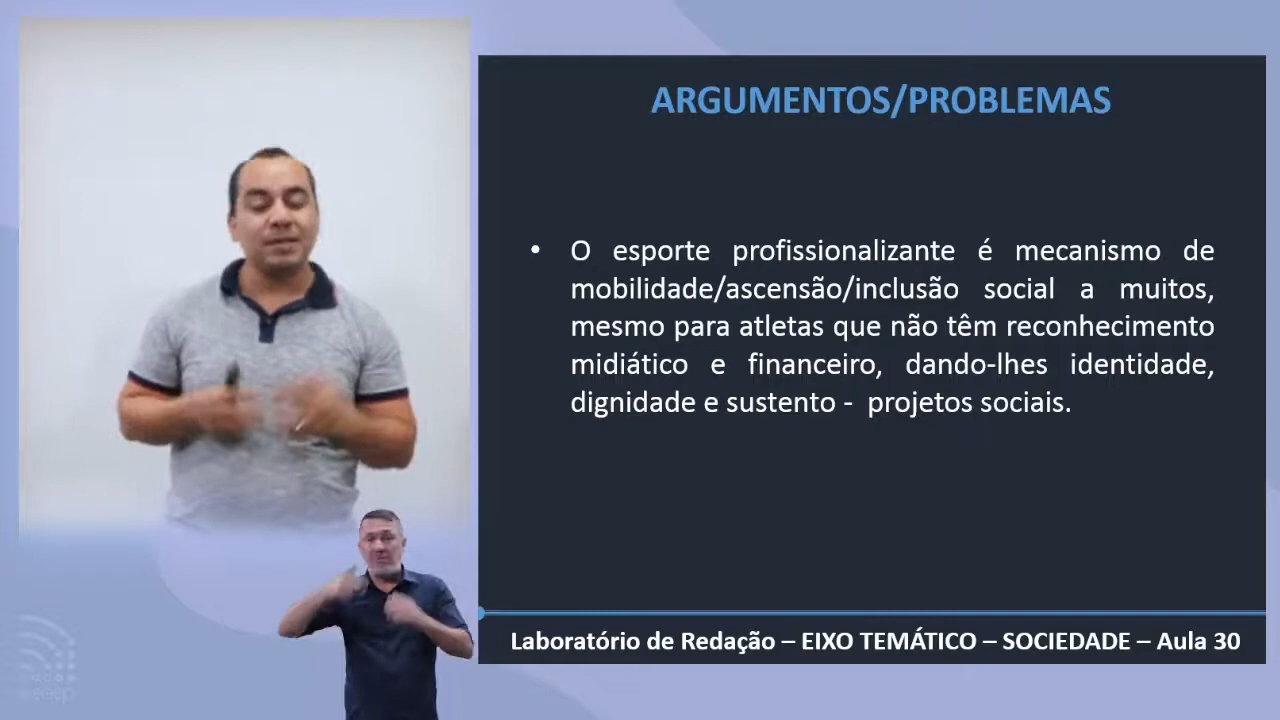 ARGUMENTOS/PROBLEMAS
• O esporte profissionalizante é mecanismo de
mobilidade/ascensão/inclusão social a muitos,
mesmo para atletas que não têm reconhecimento
midiático e financeiro, dando-lhes identidade,
dignidade e sustento - projetos sociais.
Laboratório de Redação – EIXO TEMÁTICO – SOCIEDADE – Aula 30